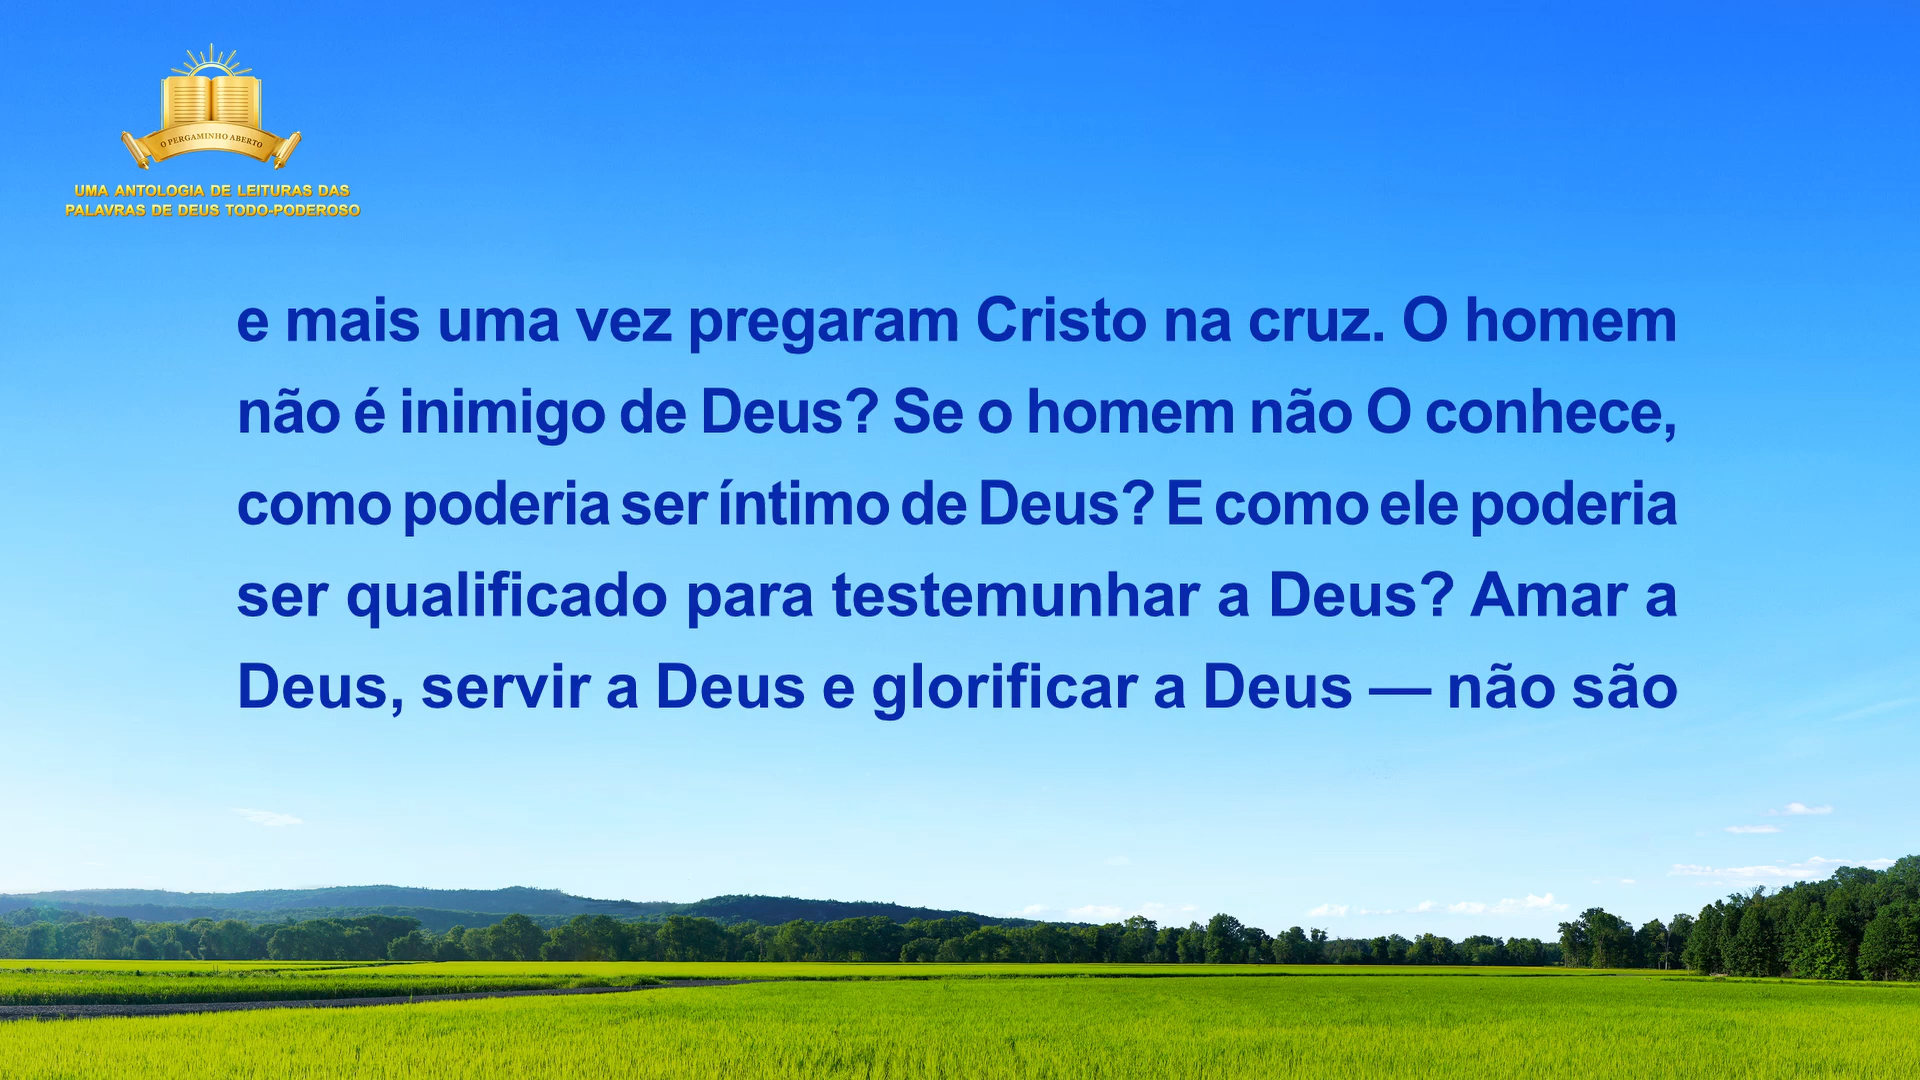 O PERGAMINHO ABERTO
UMA ANTOLOGIA DE LEITURAS DAS
PALAVRAS DE DEUS TODO-PODEROSO
e mais uma vez pregaram Cristo na cruz. O homem
não é inimigo de Deus? Se o homem não O conhece,
como poderia ser íntimo de Deus? E como ele poderia
ser qualificado para testemunhar a Deus? Amar a
Deus, servir a Deus e glorificar a Deus — não são